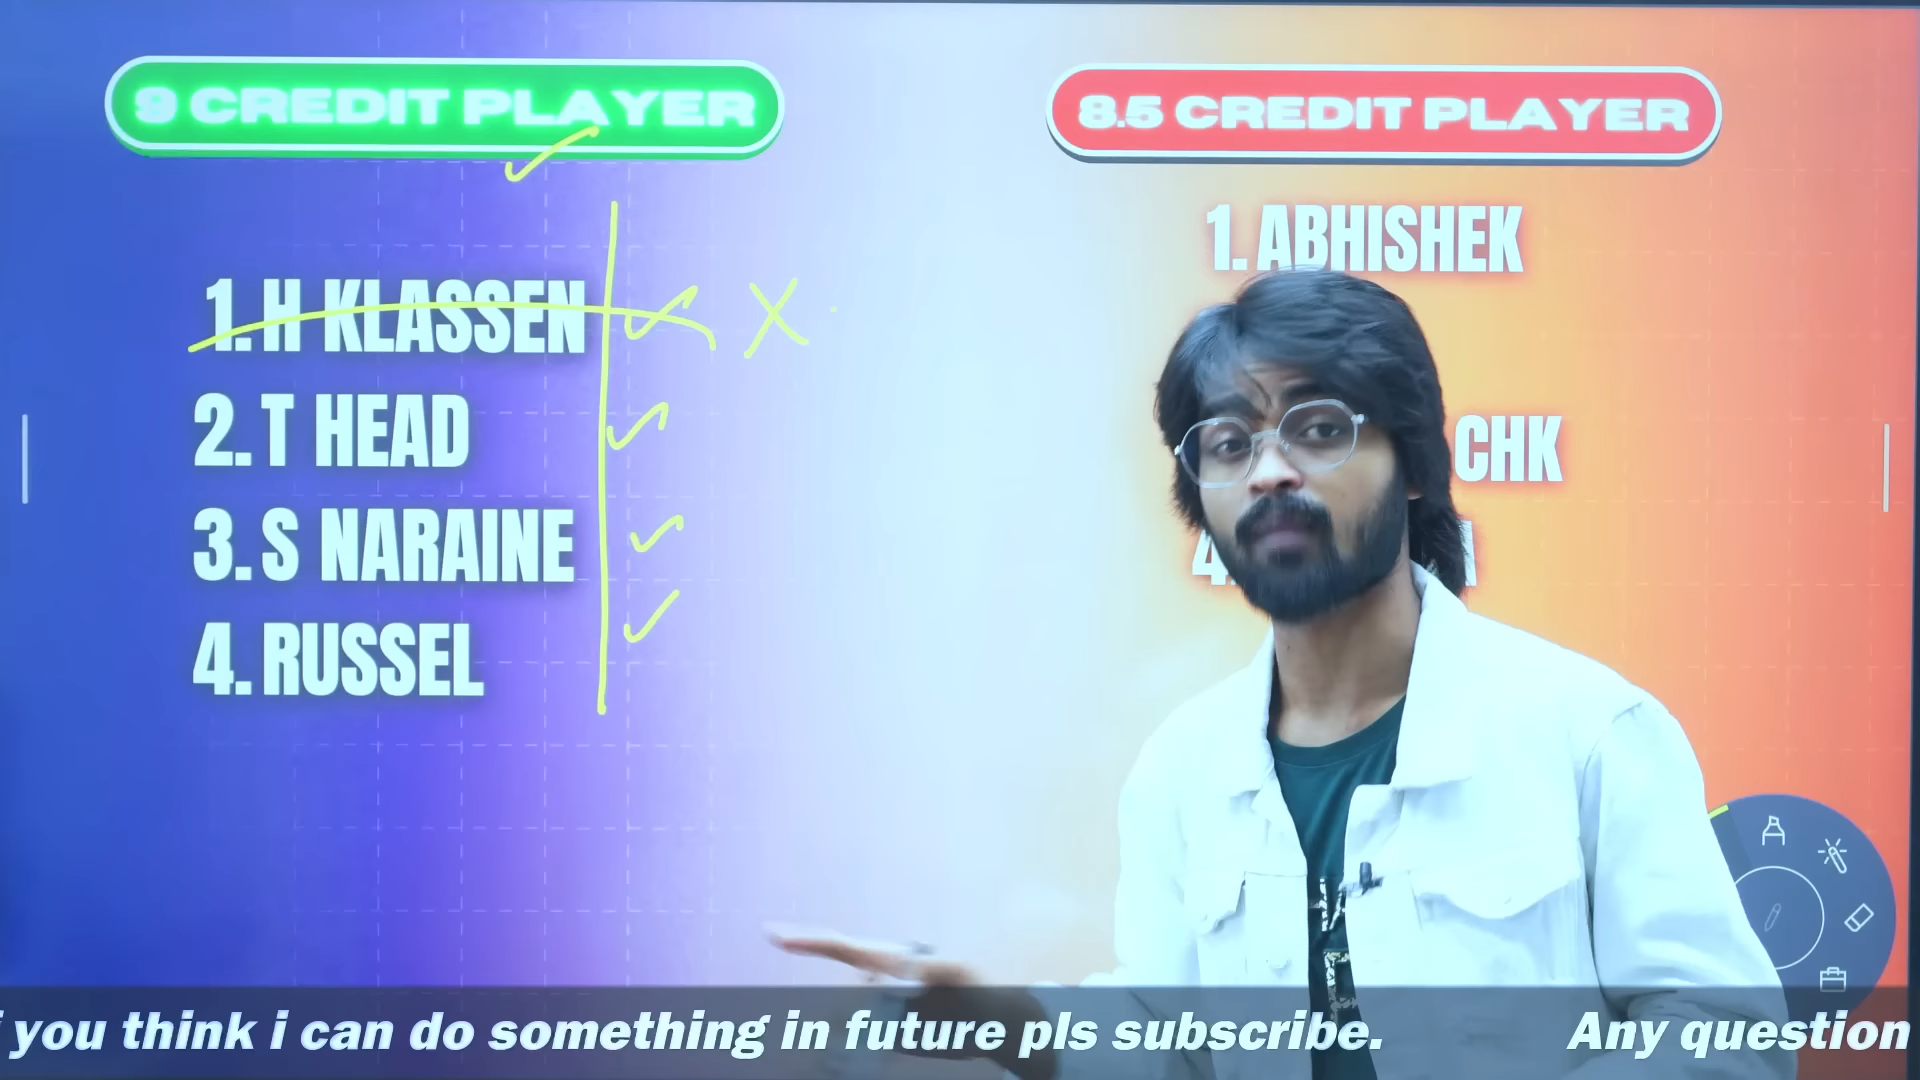 9 CREDIT PLAYER
1. H KLASSEN
2. T HEAD
3. S NARAINE
4. RUSSEL
8.5 CREDIT PLAYER
1. ABHISHEK
CHK
4.
you think i can do something in future pls subscribe.
Any question